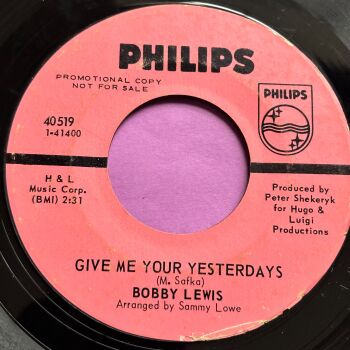 PHILIPS
PROMOTIONAL COPY
NOT FOR SALE
PHILIPS
40519
1-41400
H & L
Music Corp.
(BMI) 2:31
Produced by
Peter Shekeryk
for Hugo &
Luigi
Productions
GIVE ME YOUR YESTERDAYS
(M. Safka)
BOBBY LEWIS
Arranged by Sammy Lowe